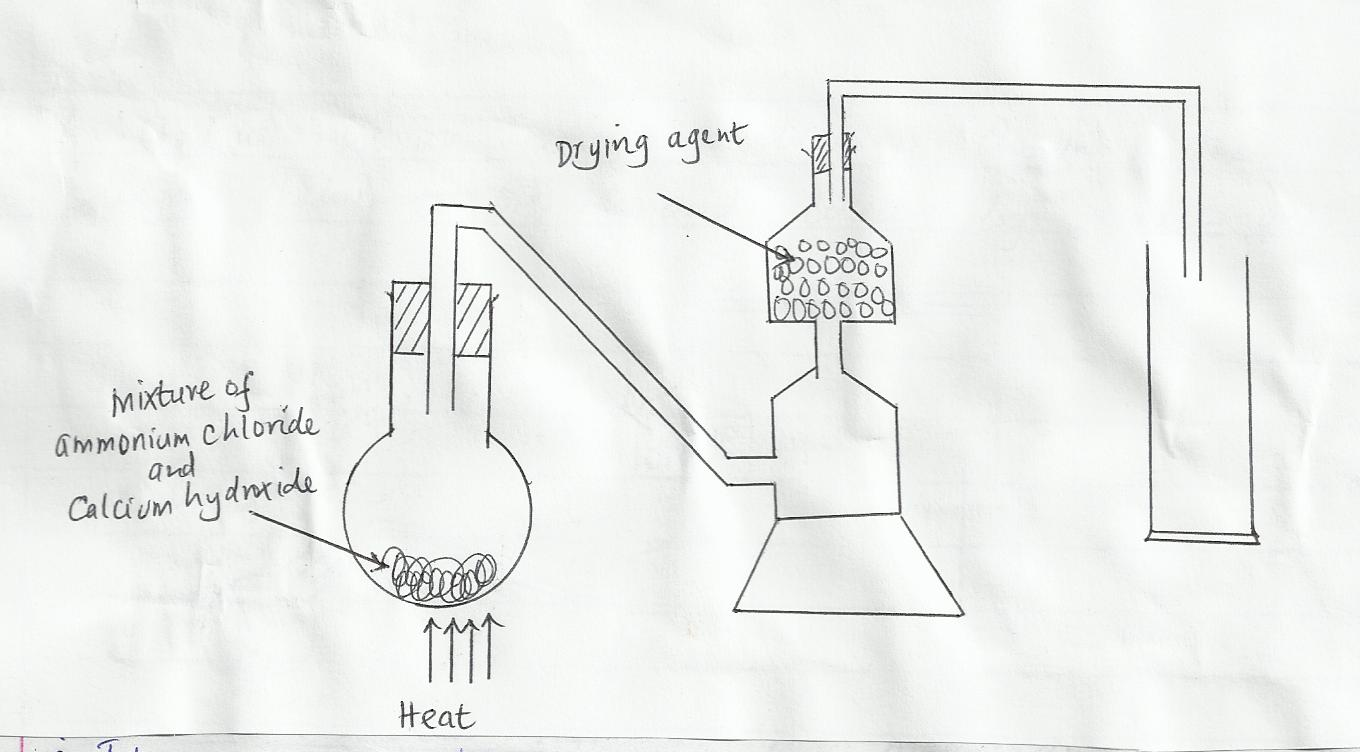 Drying agent
Mixture of
ammonium chloride
and
Calcium hydroxide
Heat